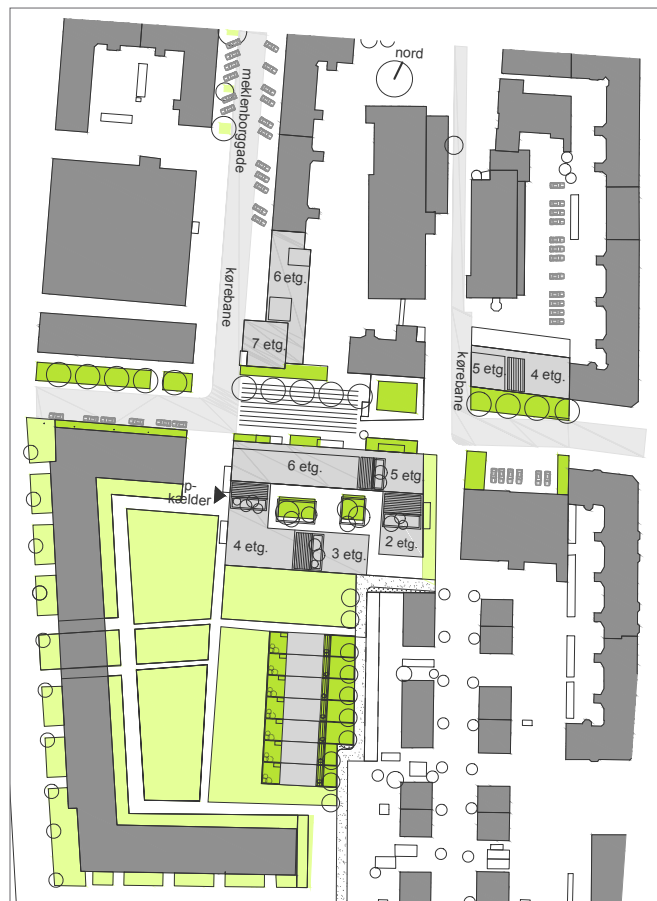 nord
meklenborggade
kørebane
6 etg.
7 etg.
kørebane
5 etg.
4 etg.
6 etg.
5 etg.
p-
kælder
4 etg.
3 etg.
2 etg.